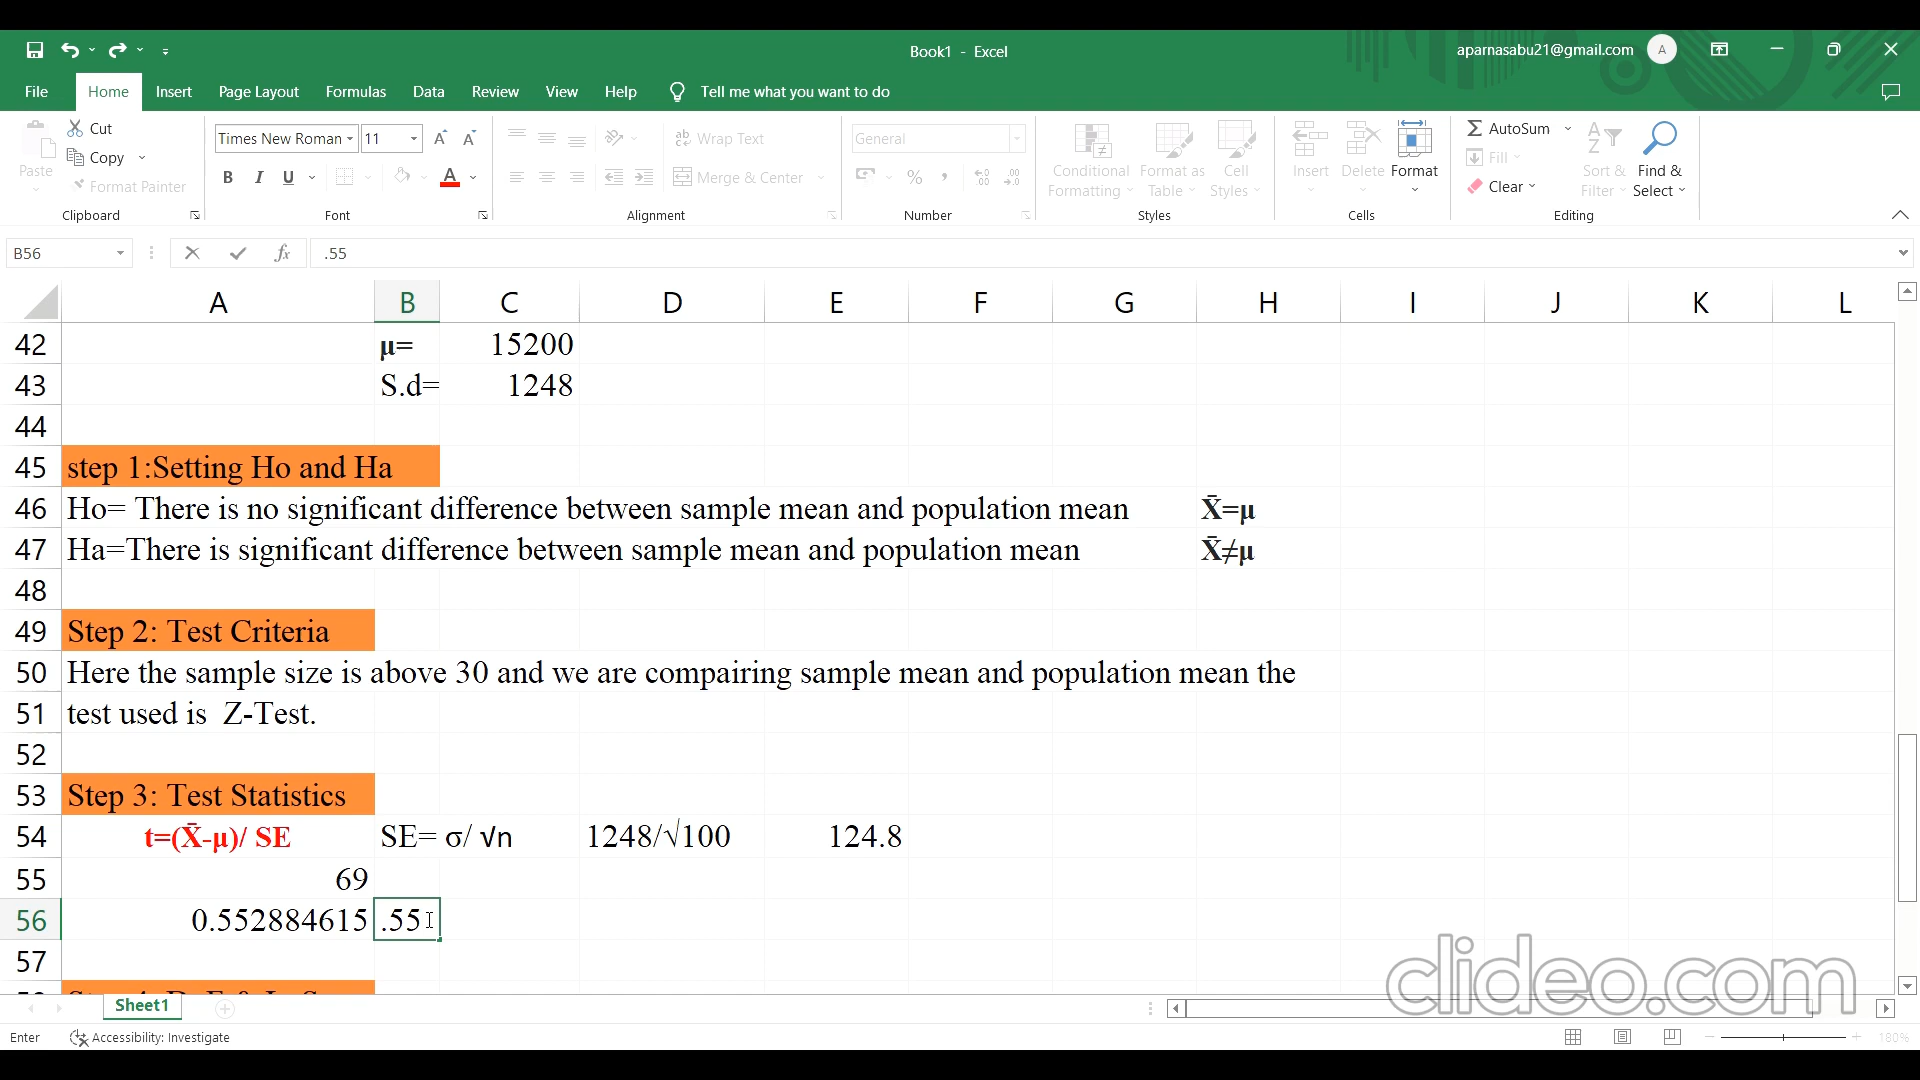 Book1 - Excel
aparnasabu21@gmail.com
A
File
Home
Insert
Page Layout
Formulas
Data
Review
View
Help
Tell me what you want to do
Paste
Cut
Copy
Format Painter
Clipboard
Times New Roman
11
B I U
A
Font
Wrap Text
Merge & Center
Alignment
General
%
Number
Conditional Formatting
Format as Table
Cell Styles
Styles
Insert
Delete
Format
Cells
AutoSum
Fill
Clear
Sort & Filter
Find & Select
Editing
B56
fx
.55
A B C D E F G H I J K L
42 μ= 15200
43 S.d= 1248
44
45 step 1:Setting Ho and Ha
46 Ho= There is no significant difference between sample mean and population mean X̄=μ
47 Ha=There is significant difference between sample mean and population mean X̄≠μ
48
49 Step 2: Test Criteria
50 Here the sample size is above 30 and we are compairing sample mean and population mean the
51 test used is Z-Test.
52
53 Step 3: Test Statistics
54 t=(X̄-μ)/ SE SE= σ/ √n 1248/√100 124.8
55 69
56 0.552884615 .55
57
Sheet1
clideo.com
Enter
Accessibility: Investigate
180%